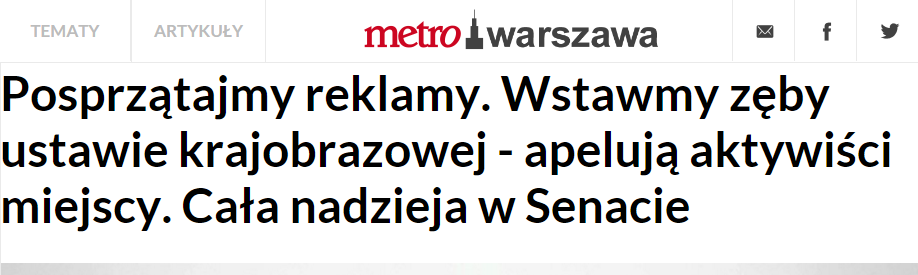 TEMATY ARTYKUŁY metro warszawa
Posprzątajmy reklamy. Wstawmy zęby
ustawie krajobrazowej - apelują aktywiści
miejscy. Cała nadzieja w Senacie